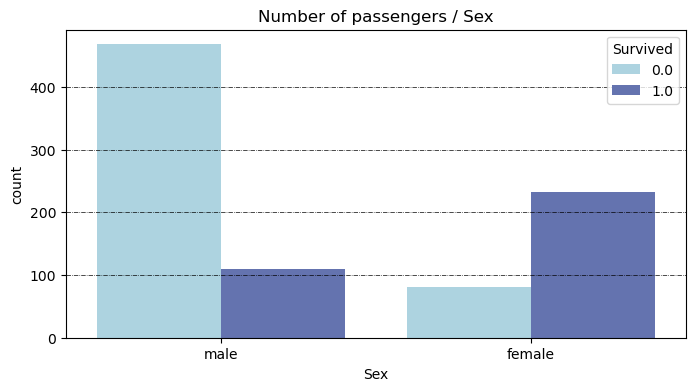 Number of passengers / Sex
Survived
0.0
1.0
400
300
200
100
0
count
male
female
Sex